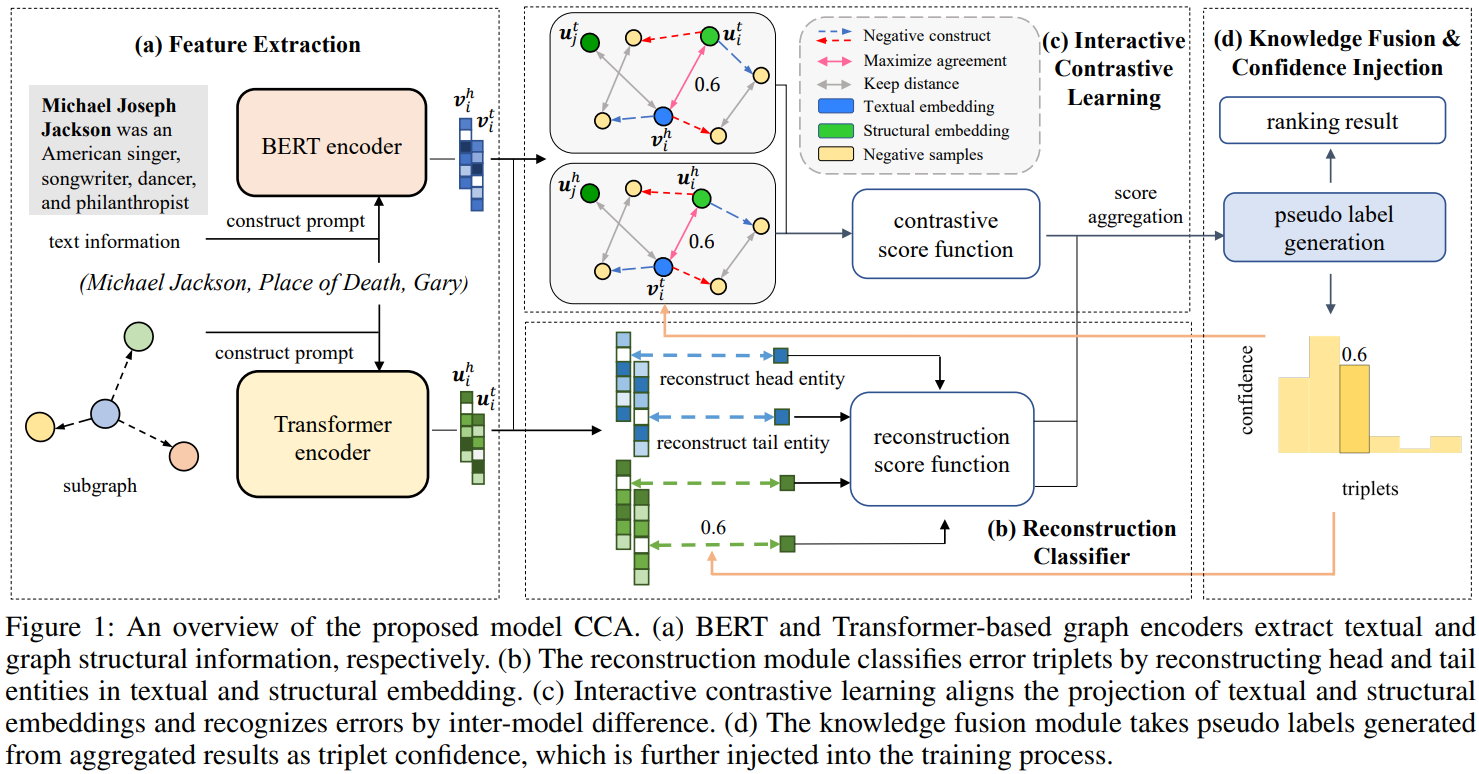 (a) Feature Extraction
Michael Joseph
Jackson was an
American singer,
songwriter, dancer,
and philanthropist
text information
BERT encoder
construct prompt
v_i^h
v_i^t
(Michael Jackson, Place of Death, Gary)
construct prompt
subgraph
Transformer
encoder
u_i^h
u_i^t
u_j^t
u_i^t
0.6
v_i^h
u_j^h
u_i^h
0.6
v_i^t
Negative construct
Maximize agreement
Keep distance
Textual embedding
Structural embedding
Negative samples
(c) Interactive
Contrastive
Learning
contrastive
score function
score
aggregation
reconstruct head entity
reconstruct tail entity
0.6
reconstruction
score function
(b) Reconstruction
Classifier
(d) Knowledge Fusion &
Confidence Injection
ranking result
pseudo label
generation
confidence
0.6
triplets
Figure 1: An overview of the proposed model CCA. (a) BERT and Transformer-based graph encoders extract textual and
graph structural information, respectively. (b) The reconstruction module classifies error triplets by reconstructing head and tail
entities in textual and structural embedding. (c) Interactive contrastive learning aligns the projection of textual and structural
embeddings and recognizes errors by inter-model difference. (d) The knowledge fusion module takes pseudo labels generated
from aggregated results as triplet confidence, which is further injected into the training process.